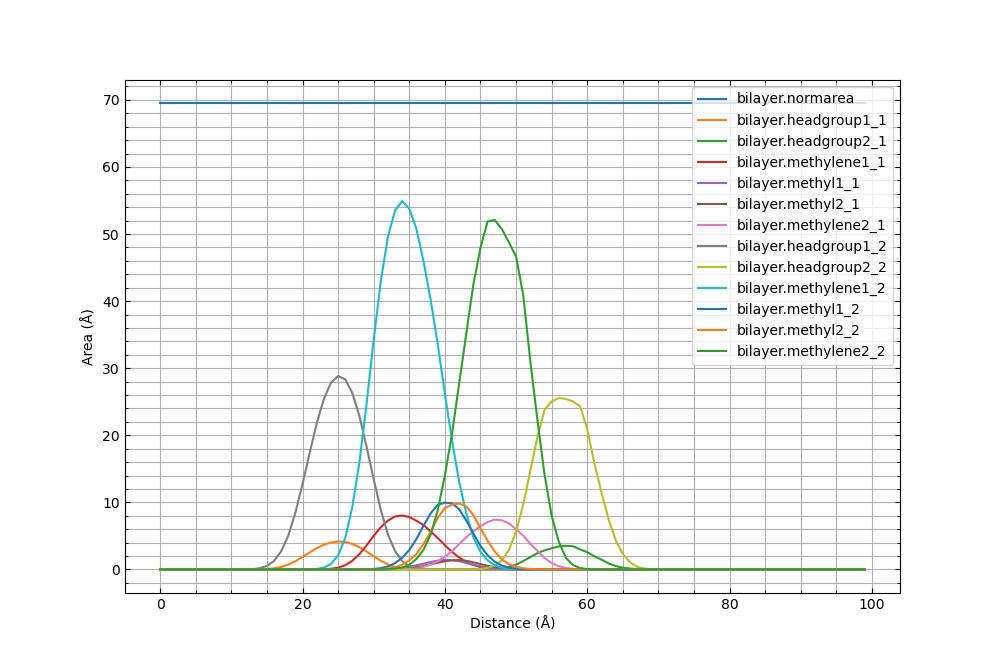 70
60
50
40
30
20
10
0
Area (Å)
0 20 40 60 80 100
Distance (Å)
bilayer.normarea
bilayer.headgroup1_1
bilayer.headgroup2_1
bilayer.methylene1_1
bilayer.methyl1_1
bilayer.methyl2_1
bilayer.methylene2_1
bilayer.headgroup1_2
bilayer.headgroup2_2
bilayer.methylene1_2
bilayer.methyl1_2
bilayer.methyl2_2
bilayer.methylene2_2